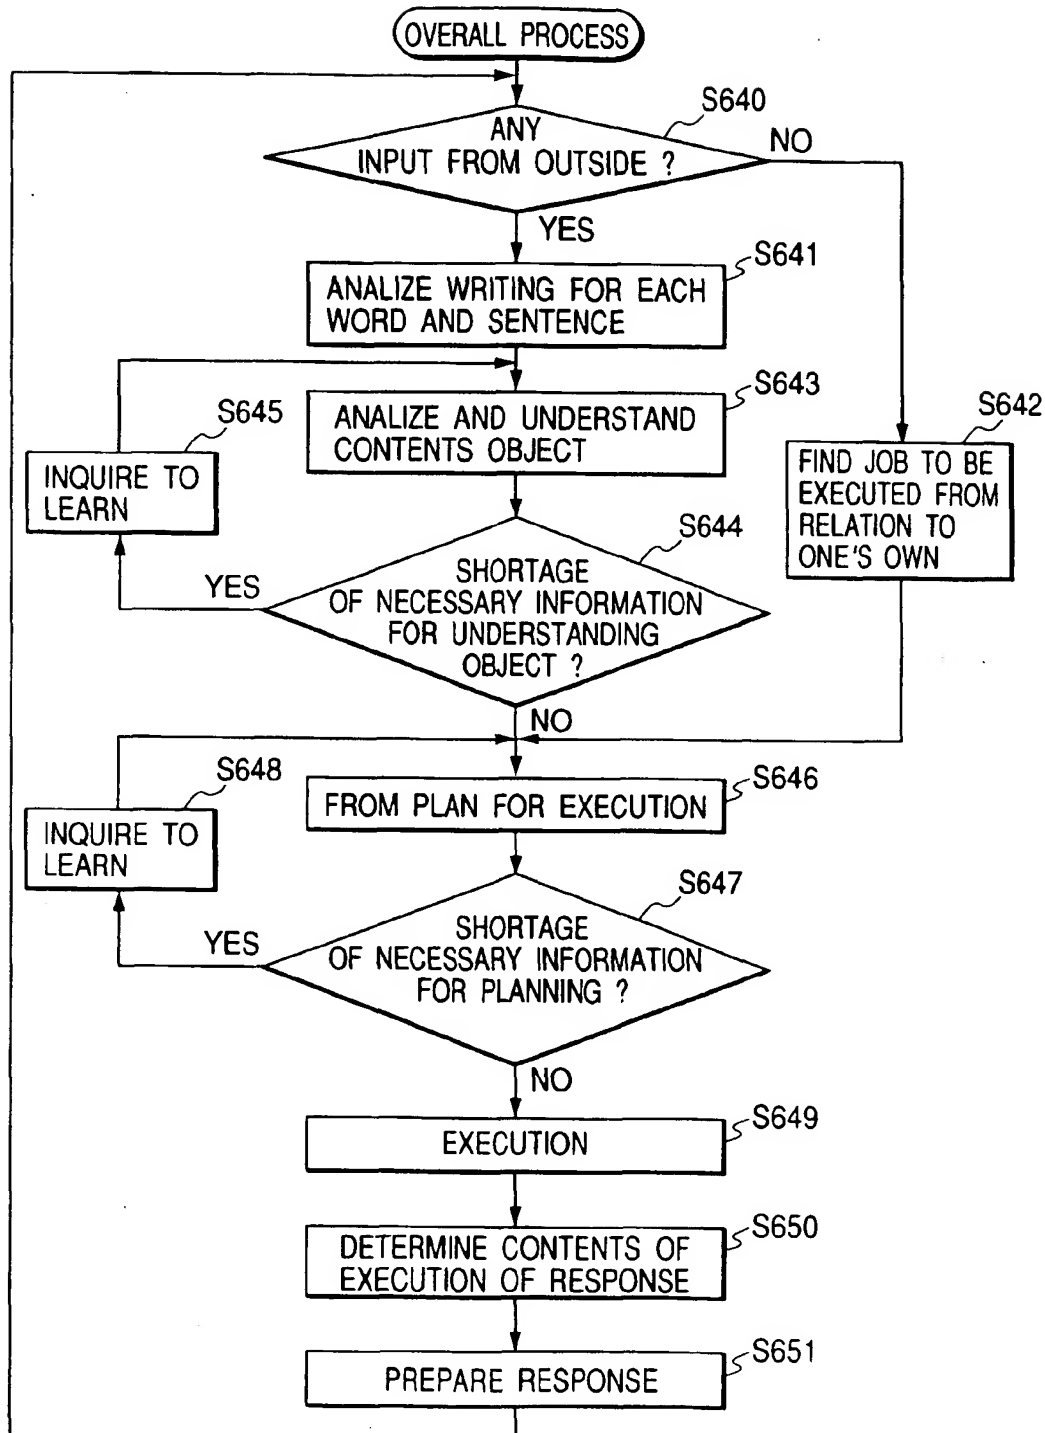 OVERALL PROCESS
S640
ANY
INPUT FROM OUTSIDE ?
NO
YES
S641
ANALIZE WRITING FOR EACH
WORD AND SENTENCE
S643
ANALIZE AND UNDERSTAND
CONTENTS OBJECT
S645
INQUIRE TO
LEARN
S642
FIND JOB TO BE
EXECUTED FROM
RELATION TO
ONE'S OWN
S644
SHORTAGE
OF NECESSARY INFORMATION
FOR UNDERSTANDING
OBJECT ?
YES
NO
S646
FROM PLAN FOR EXECUTION
S648
INQUIRE TO
LEARN
S647
SHORTAGE
OF NECESSARY INFORMATION
FOR PLANNING ?
YES
NO
S649
EXECUTION
S650
DETERMINE CONTENTS OF
EXECUTION OF RESPONSE
S651
PREPARE RESPONSE